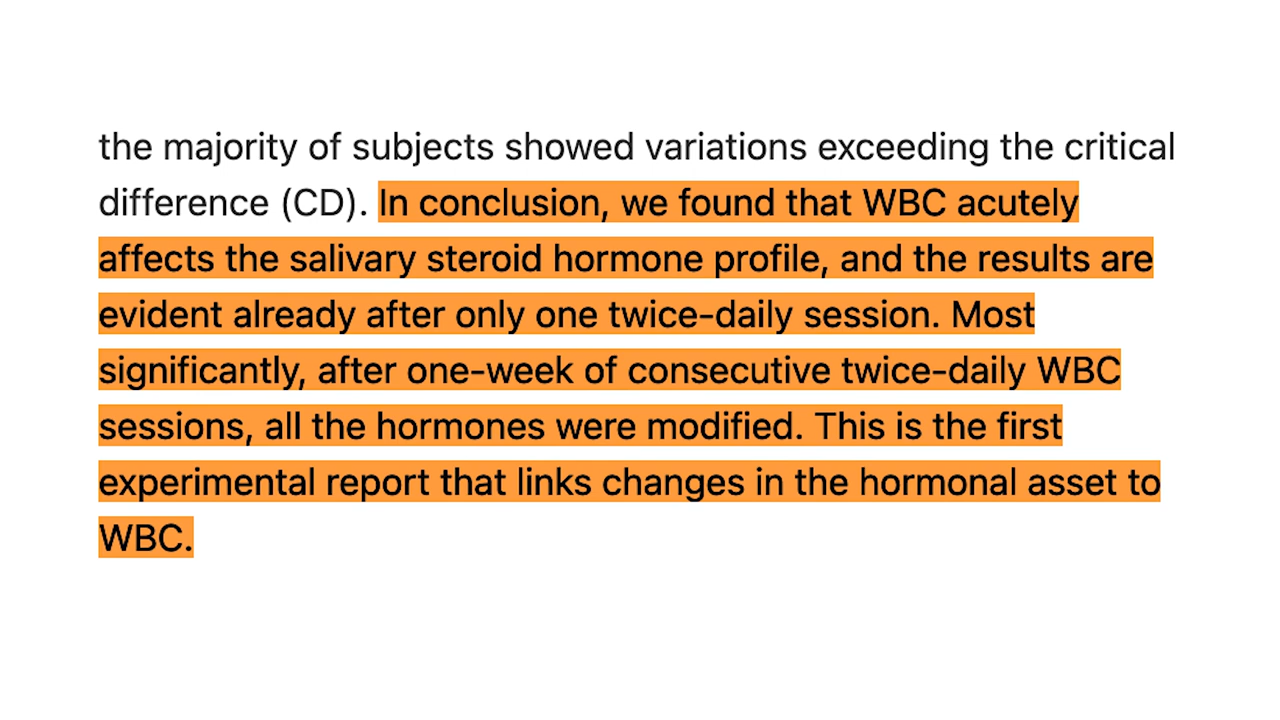 the majority of subjects showed variations exceeding the critical
difference (CD). In conclusion, we found that WBC acutely
affects the salivary steroid hormone profile, and the results are
evident already after only one twice-daily session. Most
significantly, after one-week of consecutive twice-daily WBC
sessions, all the hormones were modified. This is the first
experimental report that links changes in the hormonal asset to
WBC.